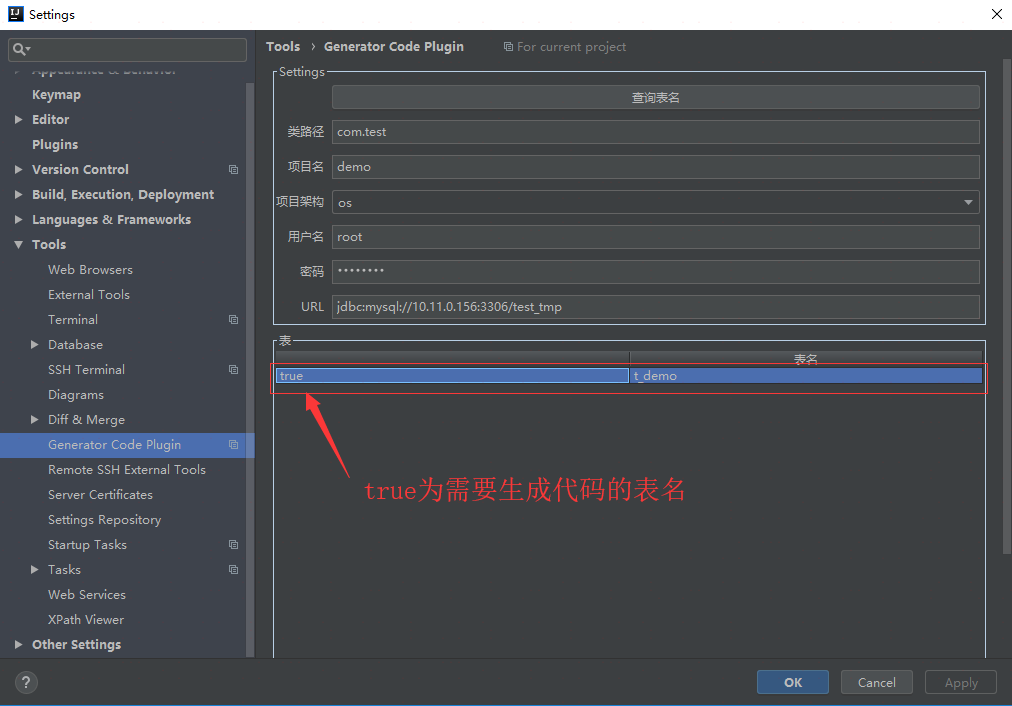 Settings
Tools › Generator Code Plugin For current project
Appearance & Behavior
Keymap
Editor
Plugins
Version Control
Build, Execution, Deployment
Languages & Frameworks
Tools
Web Browsers
External Tools
Terminal
Database
SSH Terminal
Diagrams
Diff & Merge
Generator Code Plugin
Remote SSH External Tools
Server Certificates
Settings Repository
Startup Tasks
Tasks
Web Services
XPath Viewer
Other Settings
Settings
查询表名
类路径 com.test
项目名 demo
项目架构 os
用户名 root
密码 ••••••••
URL jdbc:mysql://10.11.0.156:3306/test_tmp
表
表名
true t_demo
true为需要生成代码的表名
? OK Cancel Apply